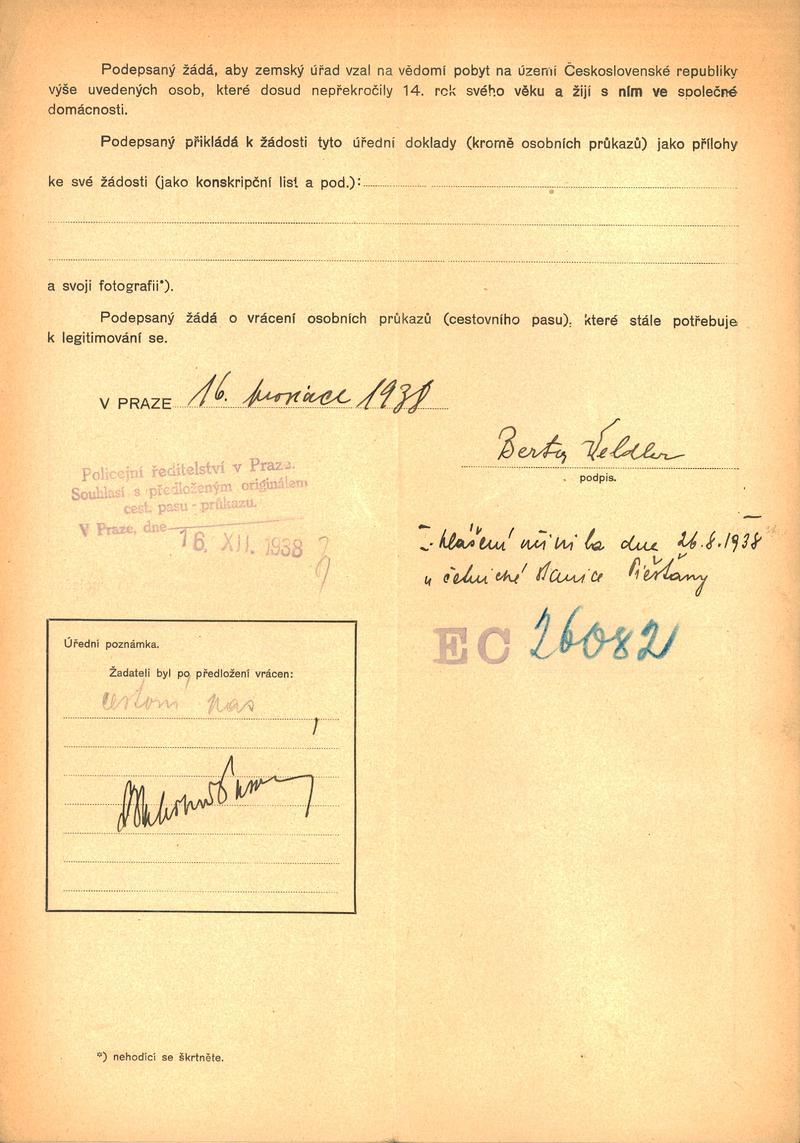 Podepsaný žádá, aby zemský úřad vzal na vědomí pobyt na území Československé republiky
výše uvedených osob, které dosud nepřekročily 14. rok svého věku a žijí s ním ve společné
domácnosti.
Podepsaný přikládá k žádosti tyto úřední doklady (kromě osobních průkazů) jako přílohy
ke své žádosti (jako konskripční list a pod.):
a svoji fotografii*).
Podepsaný žádá o vrácení osobních průkazů (cestovního pasu), které stále potřebuje
k legitimování se.
V PRAZE 16. prosince 1938
Berta Veldler
podpis.
Policejní ředitelství v Praze.
Souhlasí s předloženým originálem
cest. pasu - průkazu.
V Praze, dne
16. XII. 1938
I. hlášení učinila dne 26.8.1938
u četnické stanice Piešťany
EC 26082
Úřední poznámka.
Žadateli byl po předložení vrácen:
cestovní pas
*) nehodící se škrtněte.